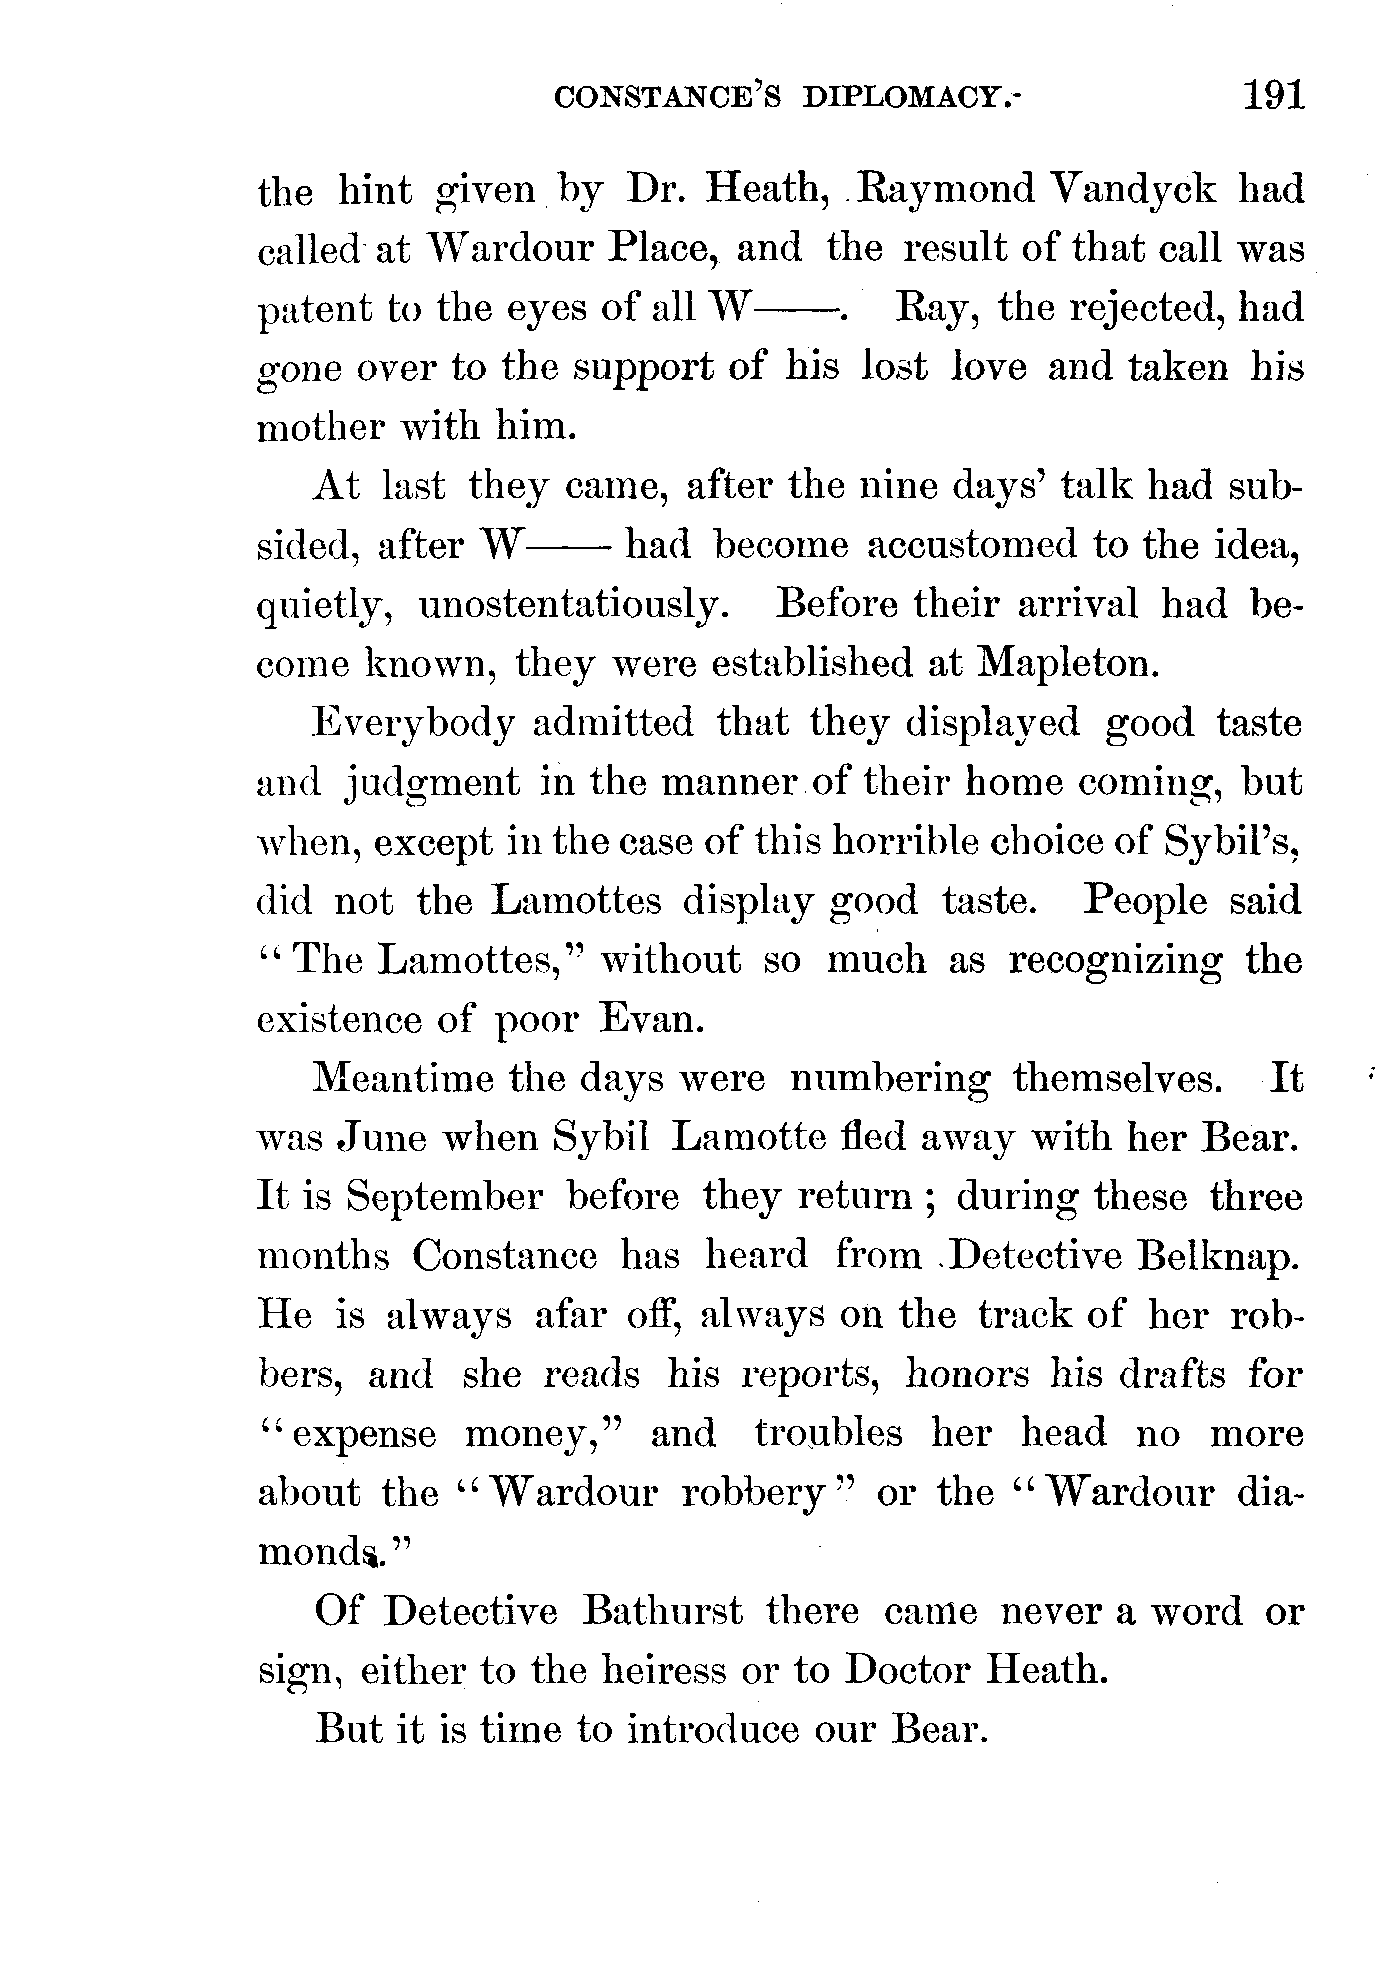 CONSTANCE'S DIPLOMACY. 191
the hint given by Dr. Heath, Raymond Vandyck had
called at Wardour Place, and the result of that call was
patent to the eyes of all W——. Ray, the rejected, had
gone over to the support of his lost love and taken his
mother with him.
At last they came, after the nine days' talk had sub-
sided, after W—— had become accustomed to the idea,
quietly, unostentatiously. Before their arrival had be-
come known, they were established at Mapleton.
Everybody admitted that they displayed good taste
and judgment in the manner of their home coming, but
when, except in the case of this horrible choice of Sybil's,
did not the Lamottes display good taste. People said
"The Lamottes," without so much as recognizing the
existence of poor Evan.
Meantime the days were numbering themselves. It
was June when Sybil Lamotte fled away with her Bear.
It is September before they return; during these three
months Constance has heard from Detective Belknap.
He is always afar off, always on the track of her rob-
bers, and she reads his reports, honors his drafts for
"expense money," and troubles her head no more
about the "Wardour robbery" or the "Wardour dia-
monds."
Of Detective Bathurst there came never a word or
sign, either to the heiress or to Doctor Heath.
But it is time to introduce our Bear.